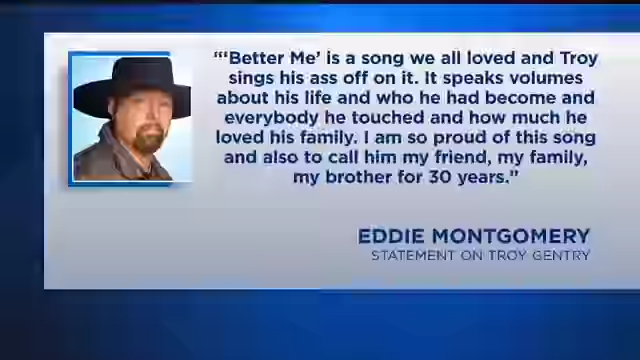 “‘Better Me’ is a song we all loved and Troy
sings his ass off on it. It speaks volumes
about his life and who he had become and
everybody he touched and how much he
loved his family. I am so proud of this song
and also to call him my friend, my family,
my brother for 30 years.”
EDDIE MONTGOMERY
STATEMENT ON TROY GENTRY